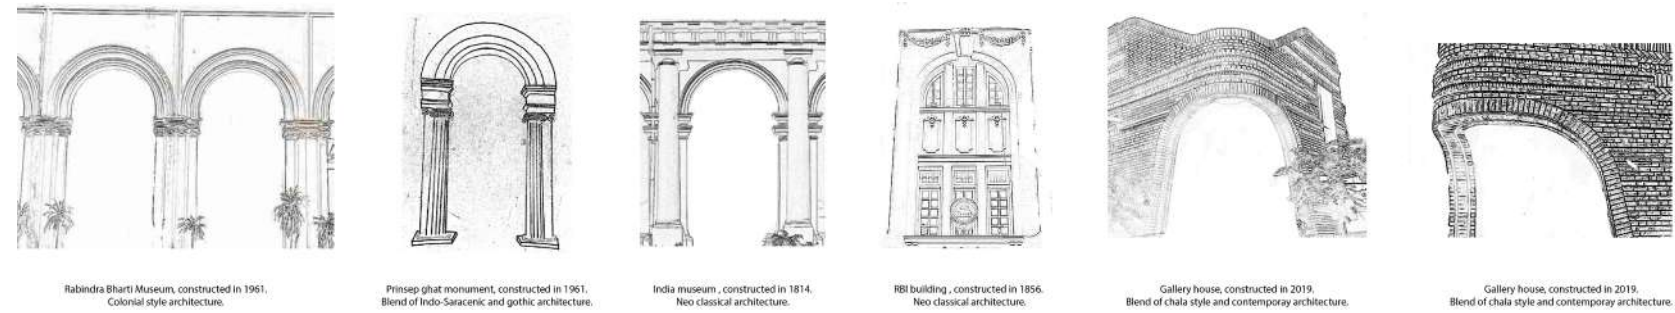 Rabindra Bharti Museum, constructed in 1961.
Colonial style architecture.
Prinsep ghat monument, constructed in 1961.
Blend of Indo-Saracenic and gothic architecture.
India museum , constructed in 1814.
Neo classical architecture.
RBI building , constructed in 1856.
Neo classical architecture.
Gallery house, constructed in 2019.
Blend of chala style and contemporay architecture.
Gallery house, constructed in 2019.
Blend of chala style and contemporay architecture.